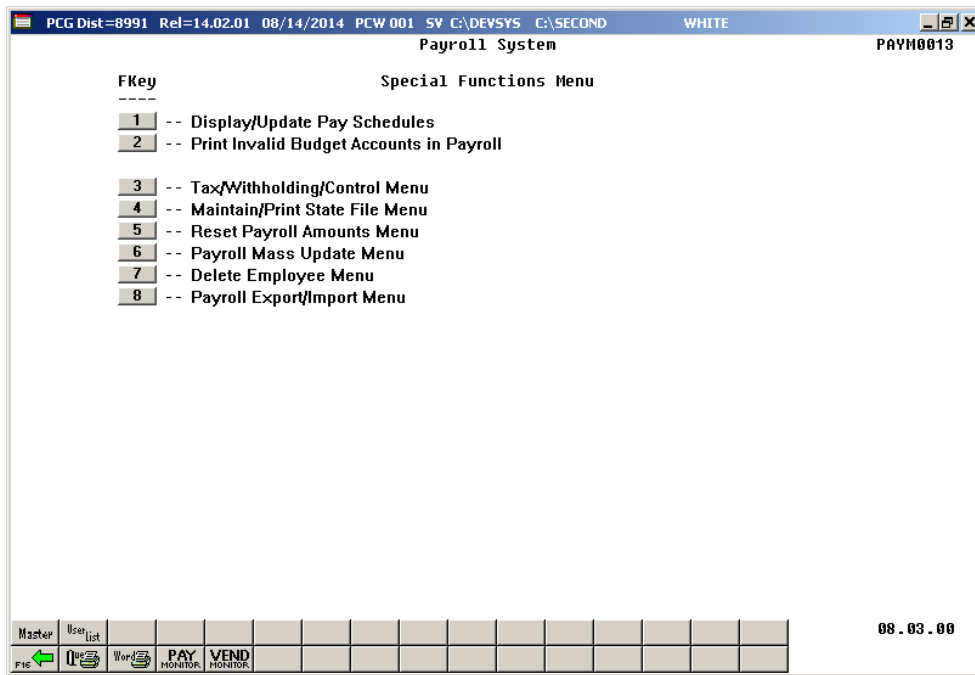 PCG Dist=8991 Rel=14.02.01 08/14/2014 PCW 001 SV C:\DEVSYS C:\SECOND WHITE
Payroll System PAYM0013
FKey Special Functions Menu
----
1 -- Display/Update Pay Schedules
2 -- Print Invalid Budget Accounts in Payroll
3 -- Tax/Withholding/Control Menu
4 -- Maintain/Print State File Menu
5 -- Reset Payroll Amounts Menu
6 -- Payroll Mass Update Menu
7 -- Delete Employee Menu
8 -- Payroll Export/Import Menu
Master User list 08.03.00
F16 Que Word PAY MONITOR VEND MONITOR